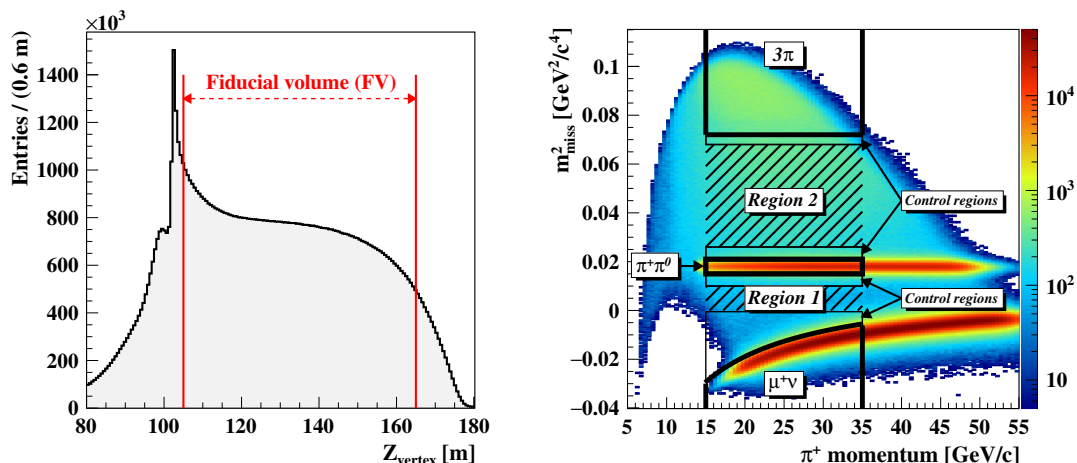 ×10³
Entries / (0.6 m)
1400
1200
1000
800
600
400
200
0
80 100 120 140 160 180
Z_vertex [m]
Fiducial volume (FV)
m²_miss [GeV²/c⁴]
0.1
0.08
0.06
0.04
0.02
0
−0.02
−0.04
5 10 15 20 25 30 35 40 45 50 55
π⁺ momentum [GeV/c]
3π
Region 2
Control regions
π⁺π⁰
Region 1
Control regions
μ⁺ν
10⁴
10³
10²
10